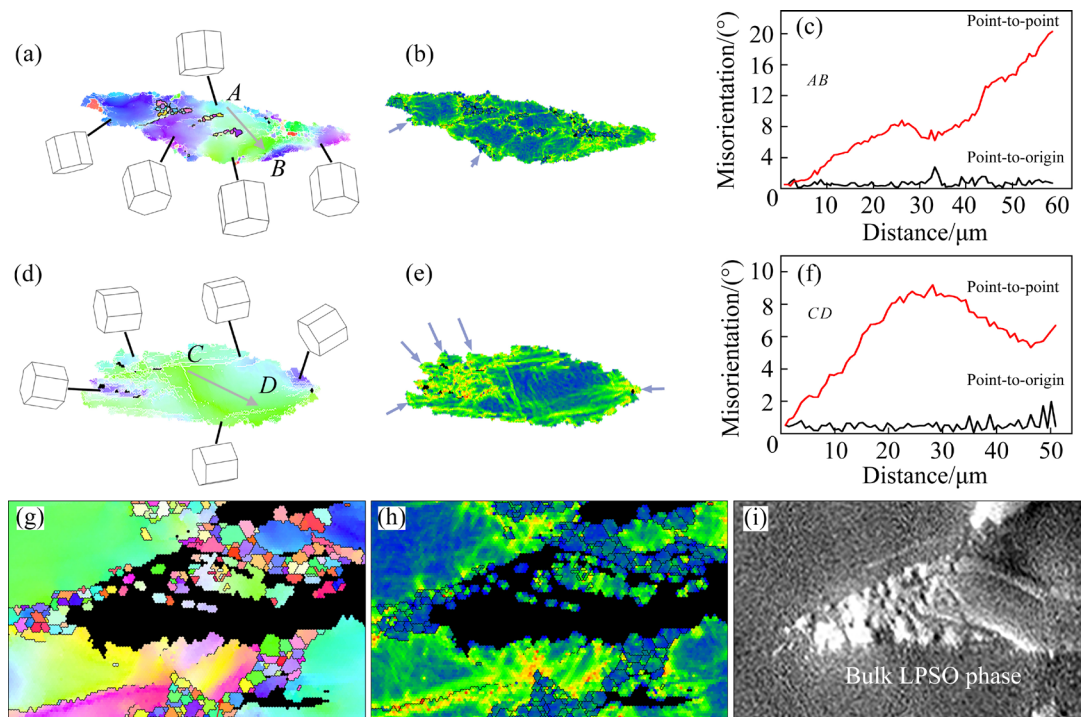 (a)
A
B
(b)
(c)
Point-to-point
AB
Point-to-origin
Misorientation/(°)
20
16
12
8
4
0
10
20
30
40
50
60
Distance/μm
(d)
C
D
(e)
(f)
Point-to-point
CD
Point-to-origin
Misorientation/(°)
10
8
6
4
2
0
10
20
30
40
50
Distance/μm
(g)
(h)
(i)
Bulk LPSO phase